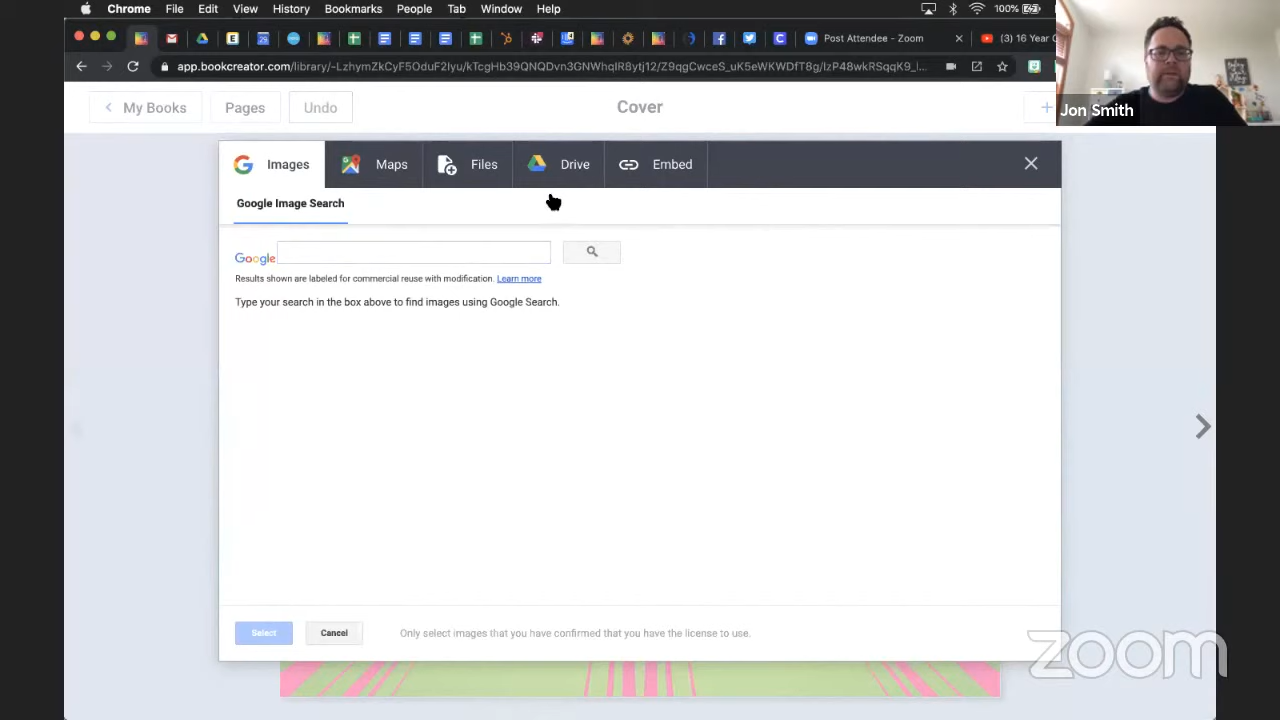 Chrome File Edit View History Bookmarks People Tab Window Help 100%
Post Attendee - Zoom (3) 16 Year
app.bookcreator.com/library/-LzhymZkCyF5OduF2Iyu/kTcgHb39QNQDvn3GNWhqIR8ytj12/Z9qgCwceS_uK5eWKWDfT8g/IzP48wkRSqqK9_l...
My Books Pages Undo Cover
Jon Smith
Images Maps Files Drive Embed
Google Image Search
Google
Results shown are labeled for commercial reuse with modification. Learn more
Type your search in the box above to find images using Google Search.
Select Cancel Only select images that you have confirmed that you have the license to use.
zoom